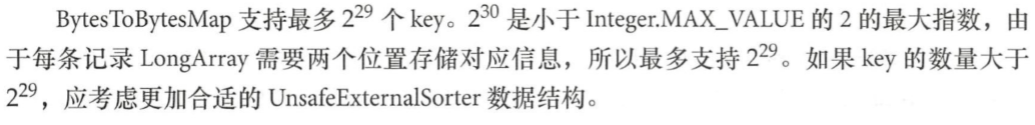 BytesToBytesMap 支持最多 2²⁹ 个 key。2³⁰ 是小于 Integer.MAX_VALUE 的 2 的最大指数，由
于每条记录 LongArray 需要两个位置存储对应信息，所以最多支持 2²⁹。如果 key 的数量大于
2²⁹，应考虑更加合适的 UnsafeExternalSorter 数据结构。